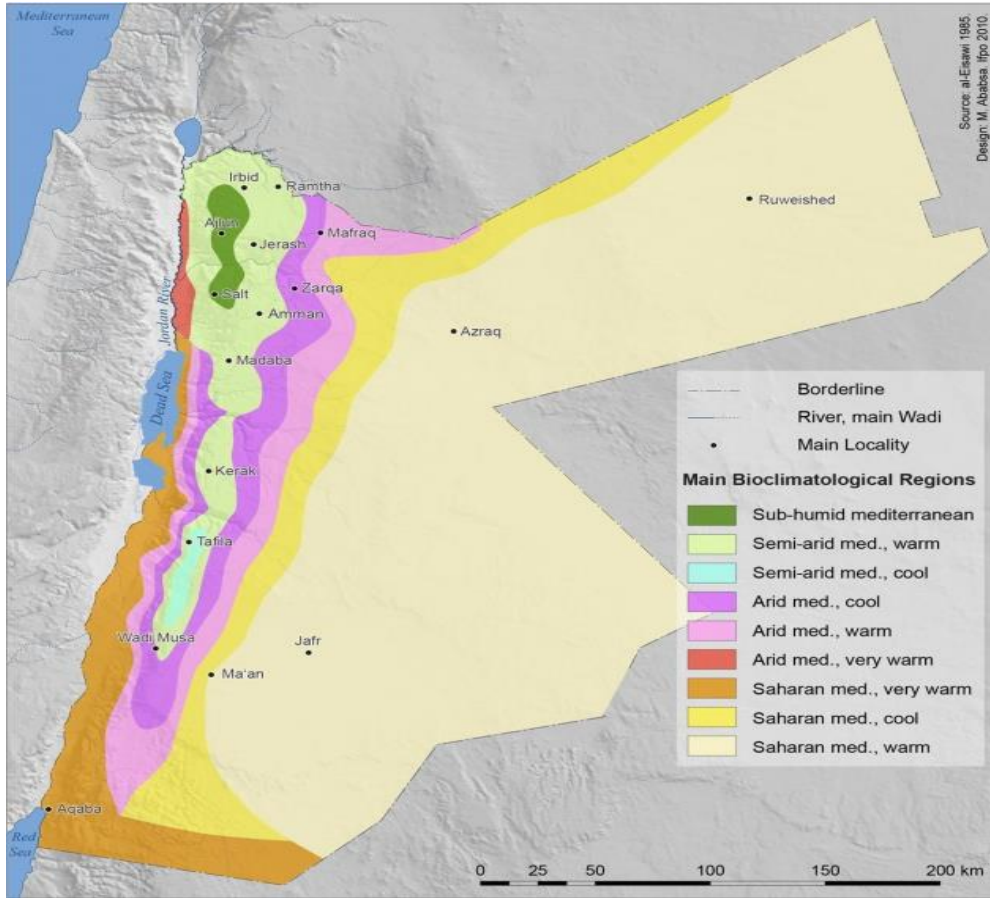 Mediterranean
Sea
Source: al-Eisawi 1985.
Design: M. Ababsa. Ifpo 2010.
Irbid
Ramtha
Ruweished
Ajlun
Mafraq
Jerash
Zarqa
Salt
Amman
Jordan River
Azraq
Madaba
Dead Sea
Kerak
Tafila
Wadi Musa
Jafr
Ma'an
Aqaba
Red
Sea
Borderline
River, main Wadi
Main Locality
Main Bioclimatological Regions
Sub-humid mediterranean
Semi-arid med., warm
Semi-arid med., cool
Arid med., cool
Arid med., warm
Arid med., very warm
Saharan med., very warm
Saharan med., cool
Saharan med., warm
0 25 50 100 150 200 km